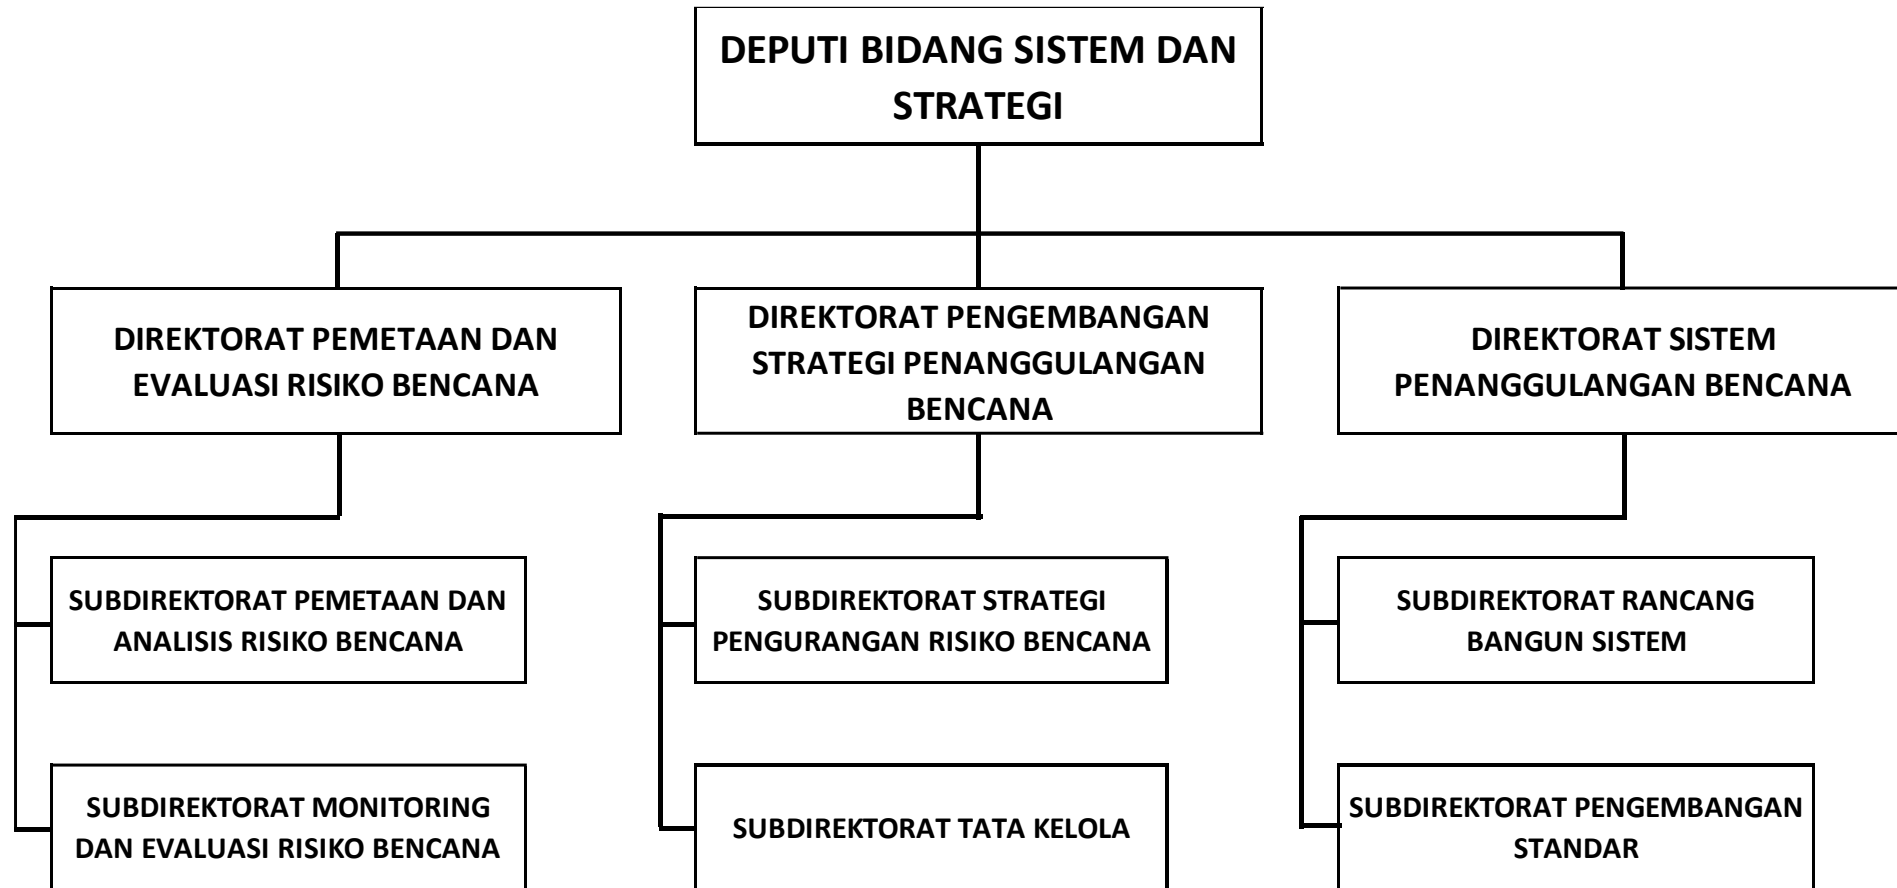 DEPUTI BIDANG SISTEM DAN
STRATEGI
DIREKTORAT PEMETAAN DAN
EVALUASI RISIKO BENCANA
DIREKTORAT PENGEMBANGAN
STRATEGI PENANGGULANGAN
BENCANA
DIREKTORAT SISTEM
PENANGGULANGAN BENCANA
SUBDIREKTORAT PEMETAAN DAN
ANALISIS RISIKO BENCANA
SUBDIREKTORAT STRATEGI
PENGURANGAN RISIKO BENCANA
SUBDIREKTORAT RANCANG
BANGUN SISTEM
SUBDIREKTORAT MONITORING
DAN EVALUASI RISIKO BENCANA
SUBDIREKTORAT TATA KELOLA
SUBDIREKTORAT PENGEMBANGAN
STANDAR